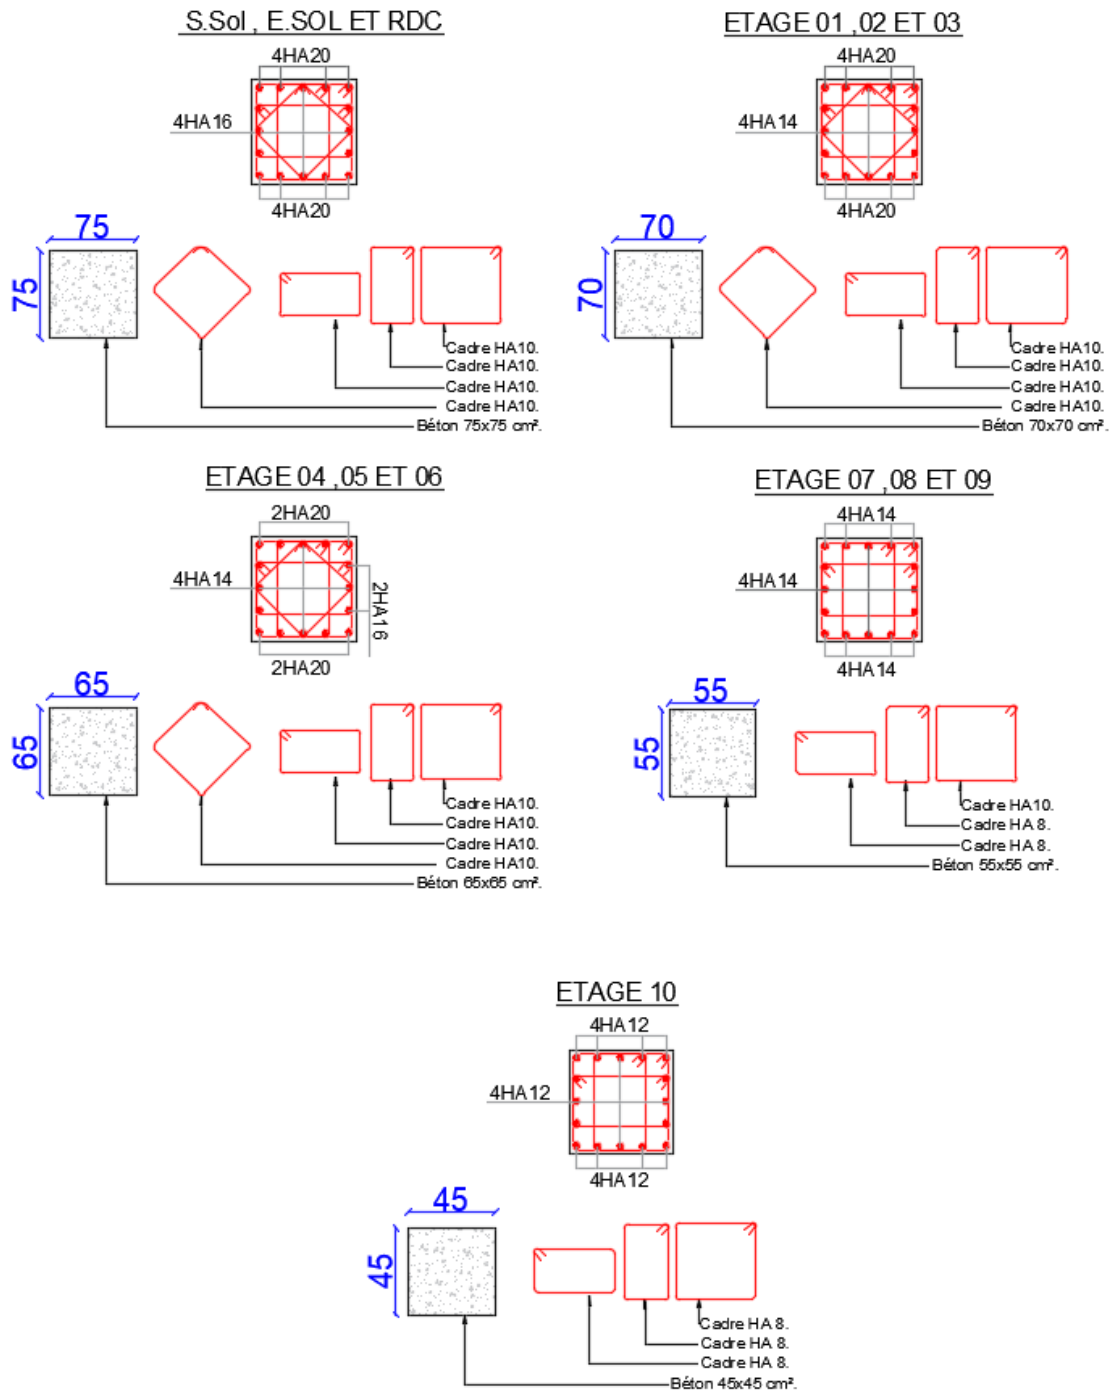 S.Sol , E.SOL ET RDC
4HA20
4HA16
4HA20
75
75
Cadre HA10.
Cadre HA10.
Cadre HA10.
Cadre HA10.
Béton 75x75 cm².
ETAGE 01 ,02 ET 03
4HA20
4HA14
4HA20
70
70
Cadre HA10.
Cadre HA10.
Cadre HA10.
Cadre HA10.
Béton 70x70 cm².
ETAGE 04 ,05 ET 06
2HA20
4HA14
2HA16
2HA20
65
65
Cadre HA10.
Cadre HA10.
Cadre HA10.
Cadre HA10.
Béton 65x65 cm².
ETAGE 07 ,08 ET 09
4HA14
4HA14
4HA14
55
55
Cadre HA10.
Cadre HA 8.
Cadre HA 8.
Béton 55x55 cm².
ETAGE 10
4HA12
4HA12
4HA12
45
45
Cadre HA 8.
Cadre HA 8.
Cadre HA 8.
Béton 45x45 cm².